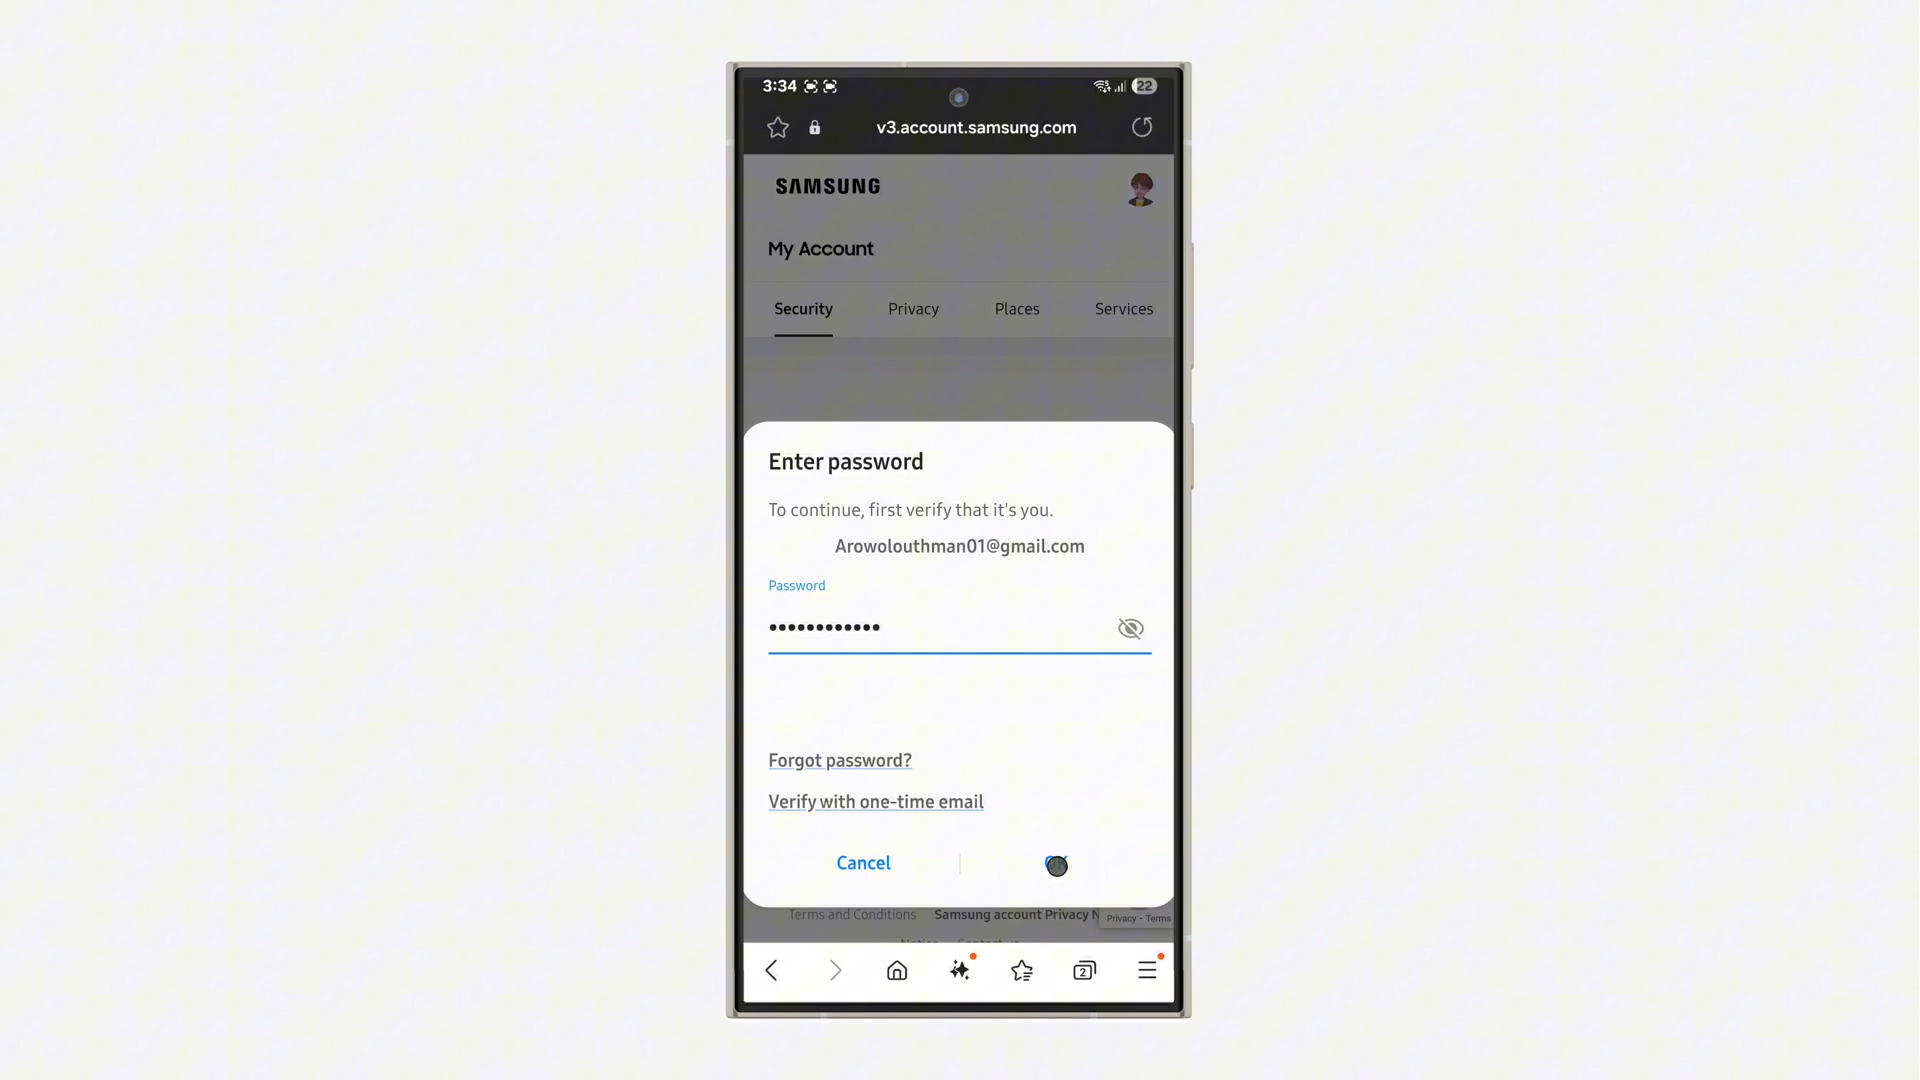 3:34
22
v3.account.samsung.com
SAMSUNG
My Account
Security Privacy Places Services
Enter password
To continue, first verify that it's you.
Arowolouthman01@gmail.com
Password
••••••••••••
Forgot password?
Verify with one-time email
Cancel
Terms and Conditions Samsung account Privacy N
Privacy - Terms
2